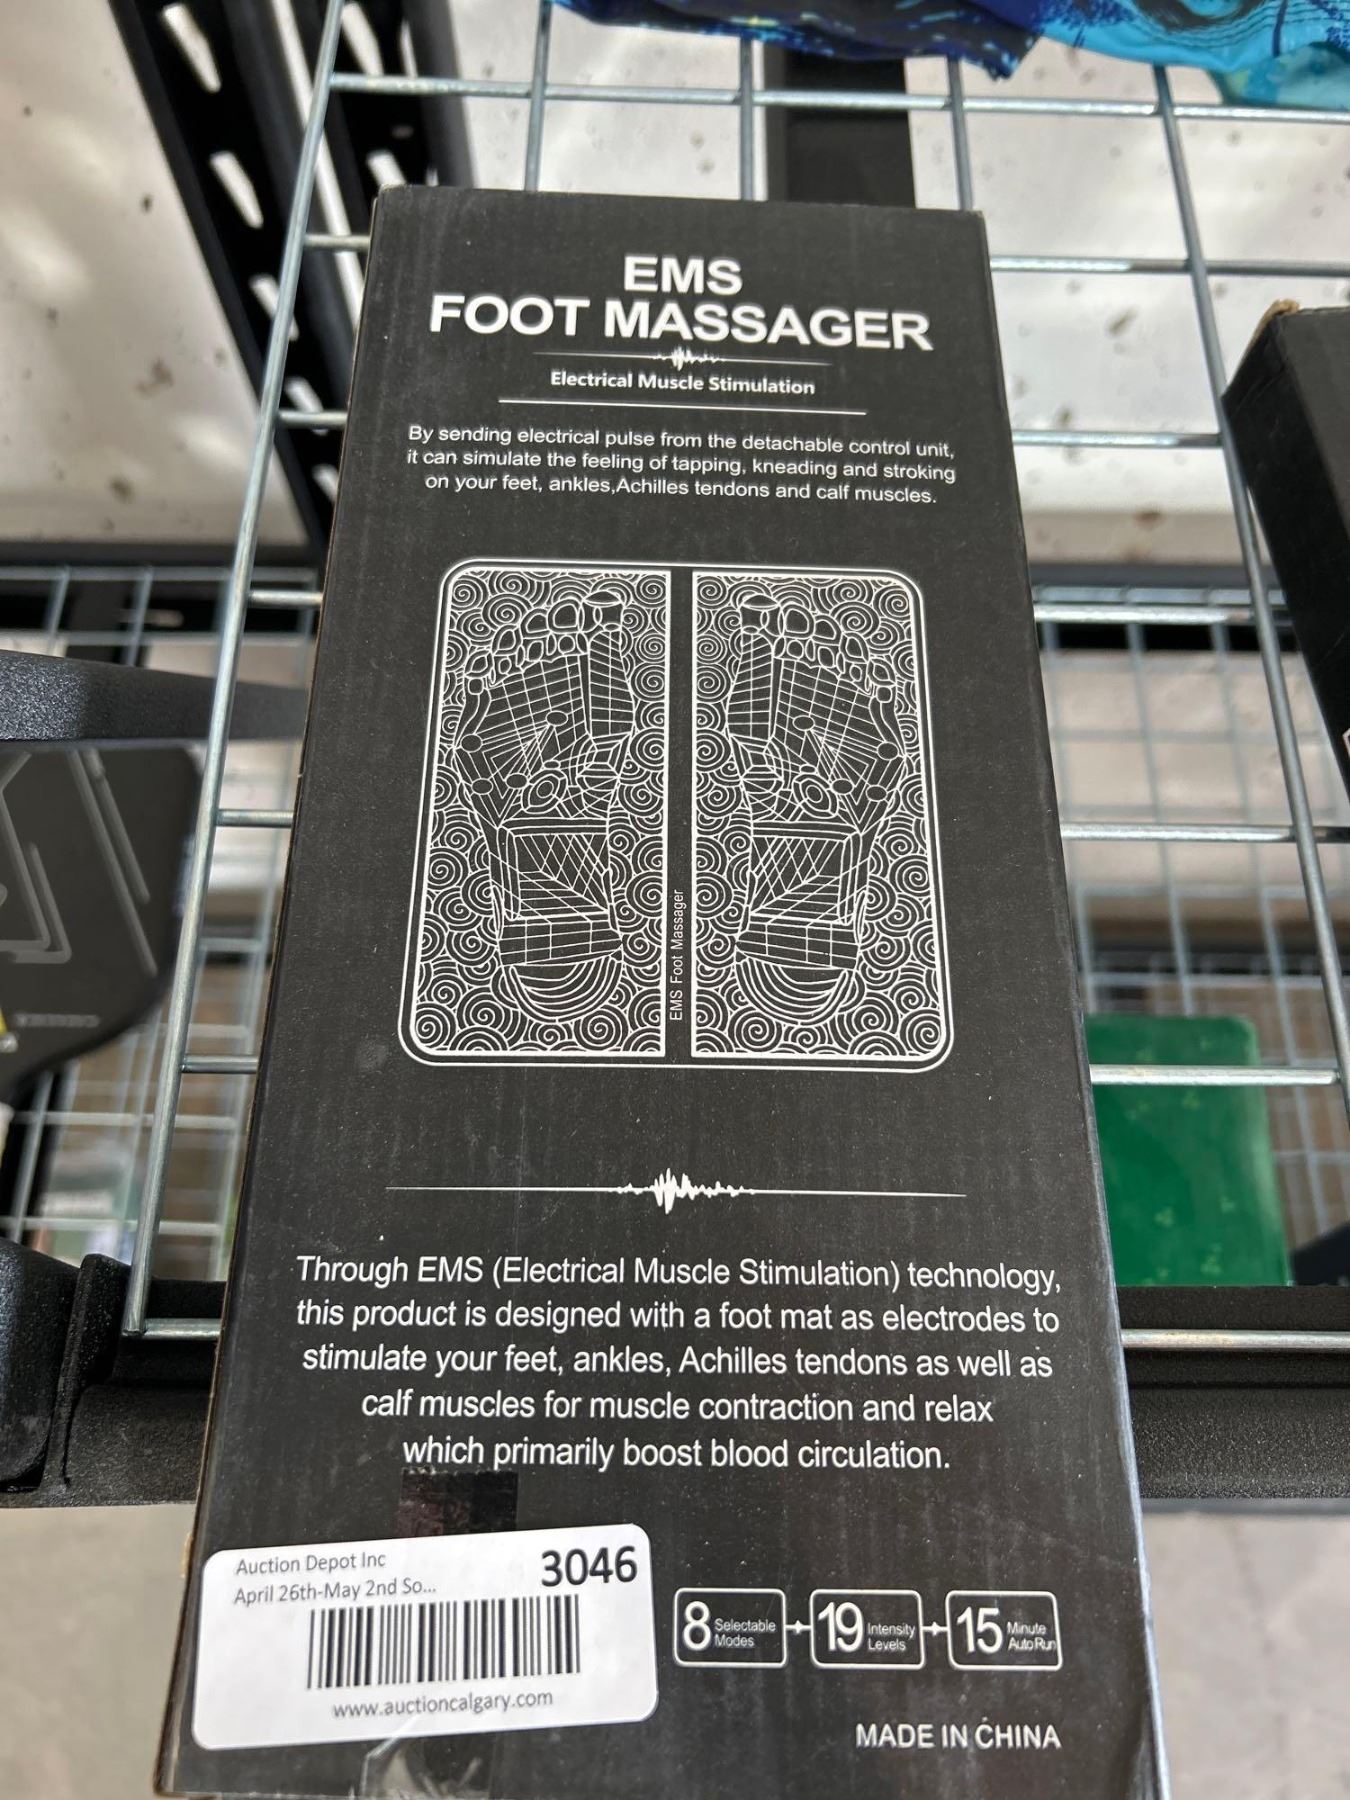 EMS
FOOT MASSAGER
Electrical Muscle Stimulation
By sending electrical pulse from the detachable control unit,
it can simulate the feeling of tapping, kneading and stroking
on your feet, ankles,Achilles tendons and calf muscles.
EMS Foot Massager
Through EMS (Electrical Muscle Stimulation) technology,
this product is designed with a foot mat as electrodes to
stimulate your feet, ankles, Achilles tendons as well as
calf muscles for muscle contraction and relax
which primarily boost blood circulation.
Auction Depot Inc
3046
April 26th-May 2nd So...
www.auctioncalgary.com
8 Selectable Modes
19 Intensity Levels
15 Minute Auto Run
MADE IN CHINA